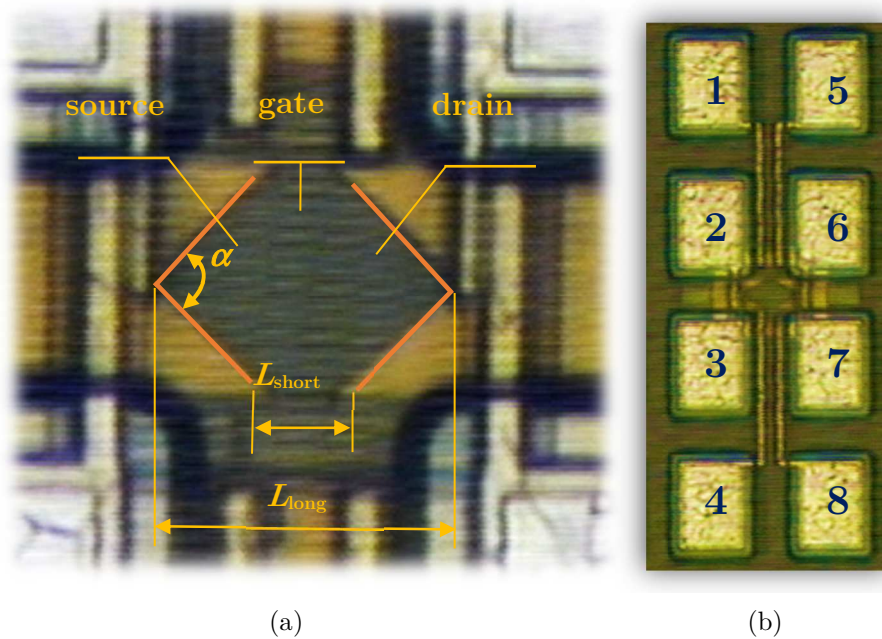 source gate drain
α
L_short
L_long
(a)
1 5
2 6
3 7
4 8
(b)